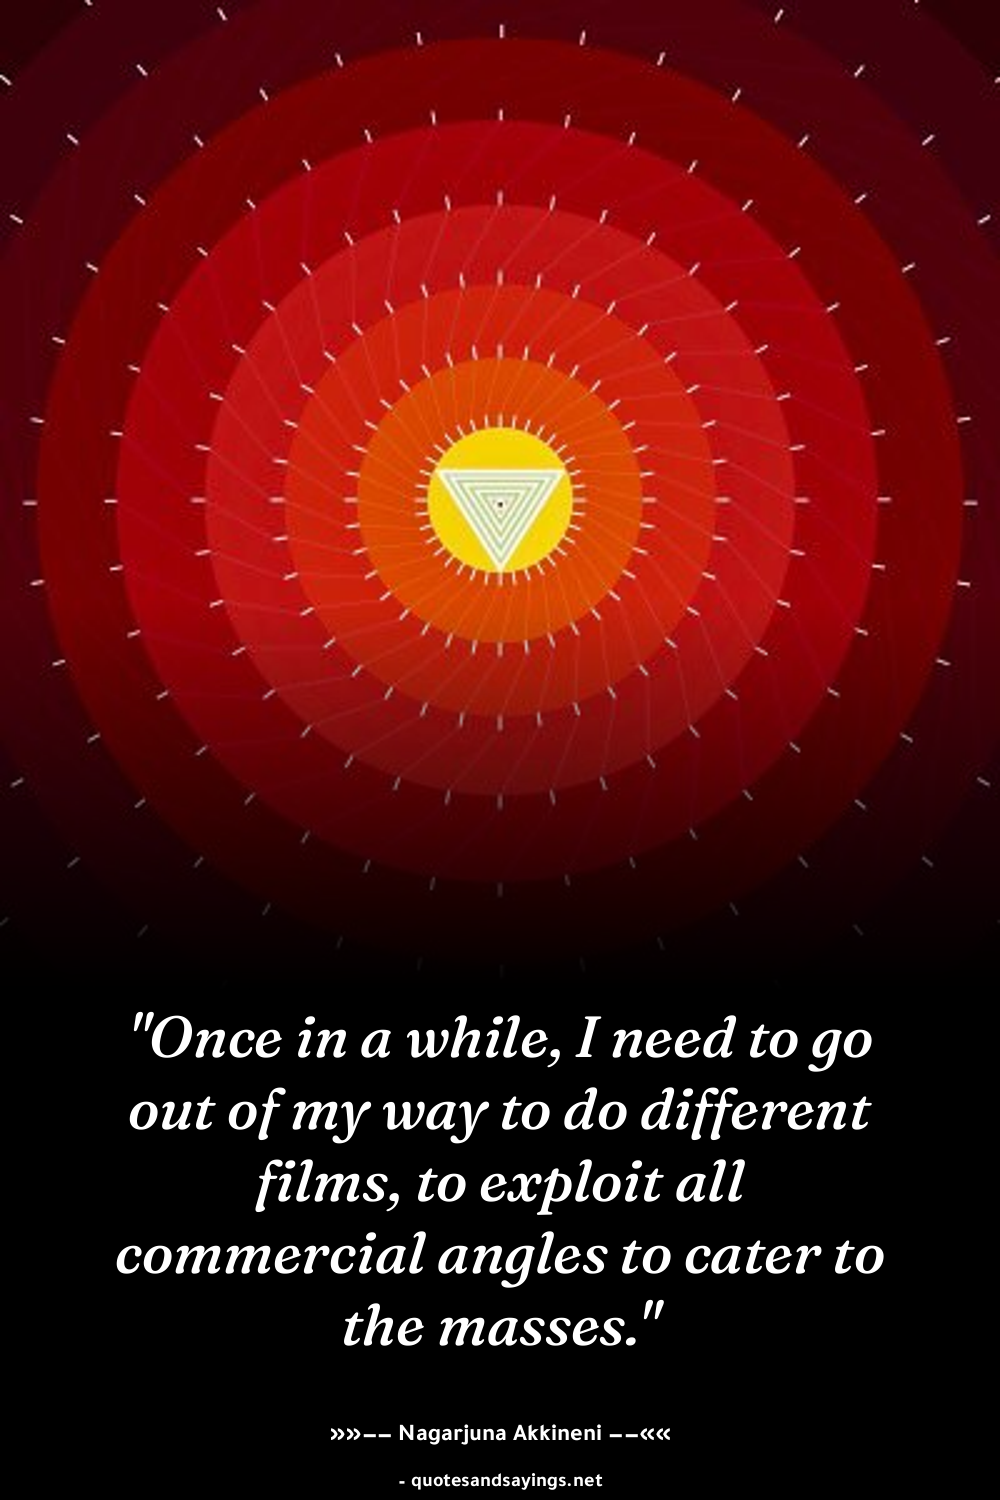 "Once in a while, I need to go
out of my way to do different
films, to exploit all
commercial angles to cater to
the masses."
»»−− Nagarjuna Akkineni −−««
- quotesandsayings.net